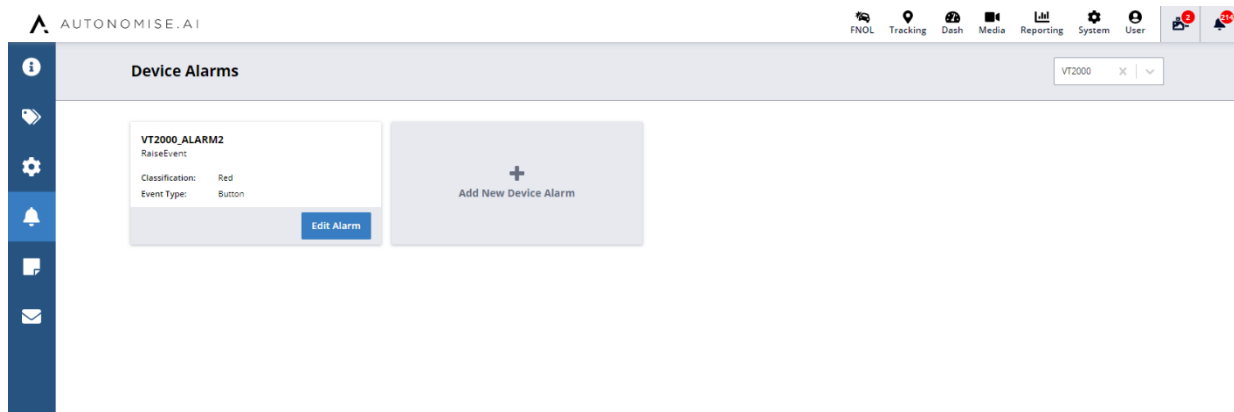 AUTONOMISE.AI
FNOL Tracking Dash Media Reporting System User 2 214
Device Alarms
VT2000
VT2000_ALARM2
RaiseEvent
Classification: Red
Event Type: Button
Edit Alarm
Add New Device Alarm